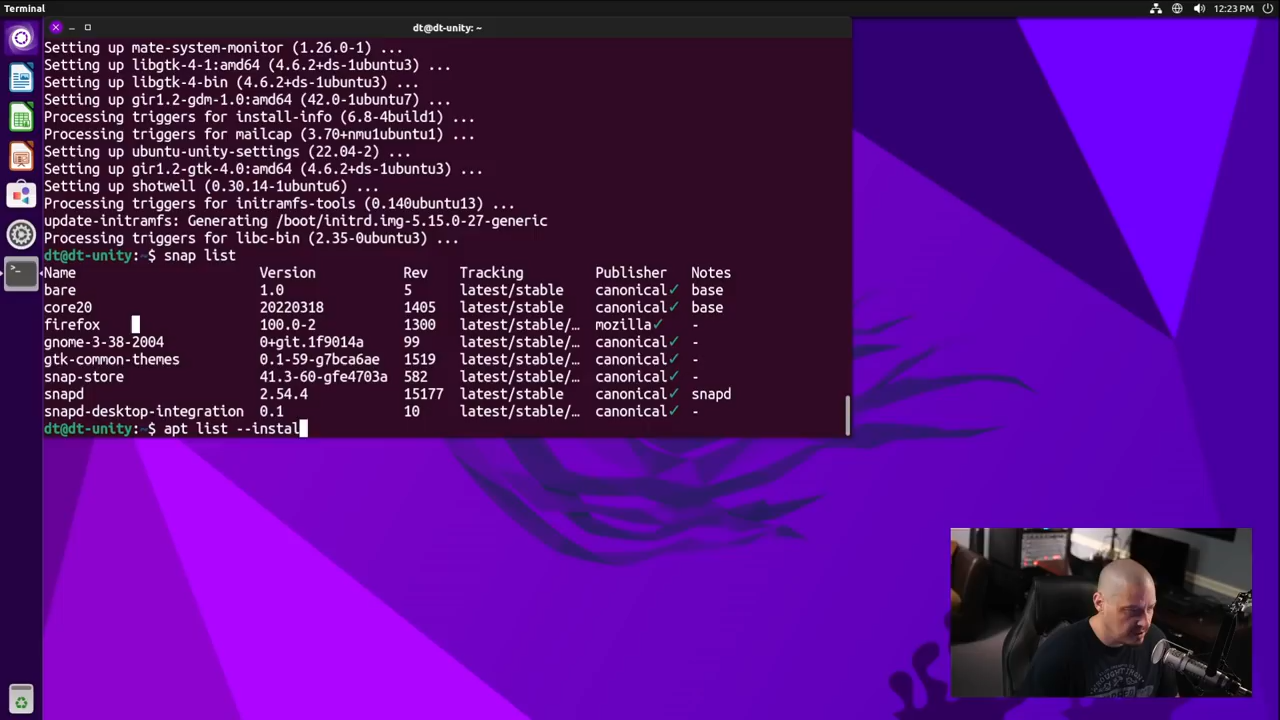 Terminal
12:23 PM
dt@dt-unity: ~
Setting up mate-system-monitor (1.26.0-1) ...
Setting up libgtk-4-1:amd64 (4.6.2+ds-1ubuntu3) ...
Setting up libgtk-4-bin (4.6.2+ds-1ubuntu3) ...
Setting up gir1.2-gdm-1.0:amd64 (42.0-1ubuntu7) ...
Processing triggers for install-info (6.8-4build1) ...
Processing triggers for mailcap (3.70+nmu1ubuntu1) ...
Setting up ubuntu-unity-settings (22.04-2) ...
Setting up gir1.2-gtk-4.0:amd64 (4.6.2+ds-1ubuntu3) ...
Setting up shotwell (0.30.14-1ubuntu6) ...
Processing triggers for initramfs-tools (0.140ubuntu13) ...
update-initramfs: Generating /boot/initrd.img-5.15.0-27-generic
Processing triggers for libc-bin (2.35-0ubuntu3) ...
dt@dt-unity:~$ snap list
Name Version Rev Tracking Publisher Notes
bare 1.0 5 latest/stable canonical✓ base
core20 20220318 1405 latest/stable canonical✓ base
firefox 100.0-2 1300 latest/stable/… mozilla✓ -
gnome-3-38-2004 0+git.1f9014a 99 latest/stable/… canonical✓ -
gtk-common-themes 0.1-59-g7bca6ae 1519 latest/stable/… canonical✓ -
snap-store 41.3-60-gfe4703a 582 latest/stable/… canonical✓ -
snapd 2.54.4 15177 latest/stable/… canonical✓ snapd
snapd-desktop-integration 0.1 10 latest/stable/… canonical✓ -
dt@dt-unity:~$ apt list --instal